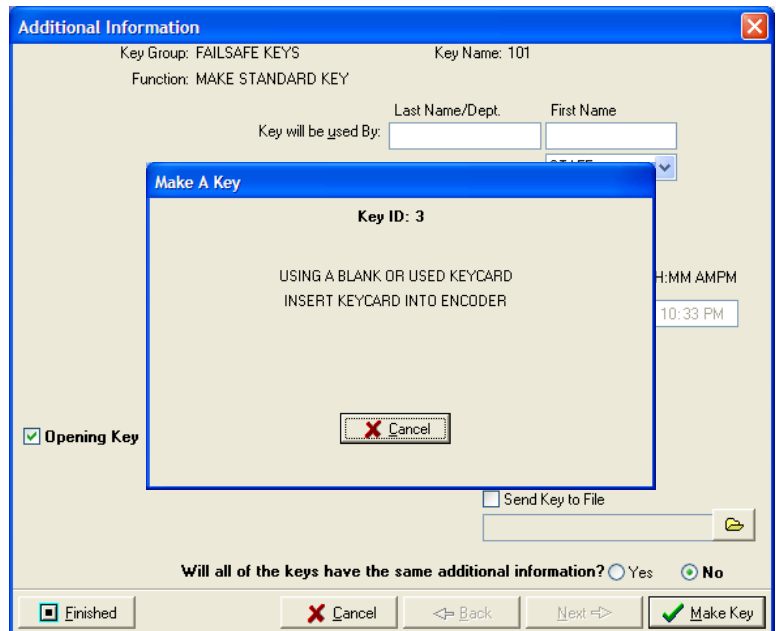 Additional Information
Key Group: FAILSAFE KEYS Key Name: 101
Function: MAKE STANDARD KEY
Last Name/Dept. First Name
Key will be used By:
Make A Key
Key ID: 3
USING A BLANK OR USED KEYCARD
H:MM AMPM
INSERT KEYCARD INTO ENCODER
10:33 PM
Cancel
Opening Key
Send Key to File
Will all of the keys have the same additional information? Yes No
Finished Cancel Back Next Make Key